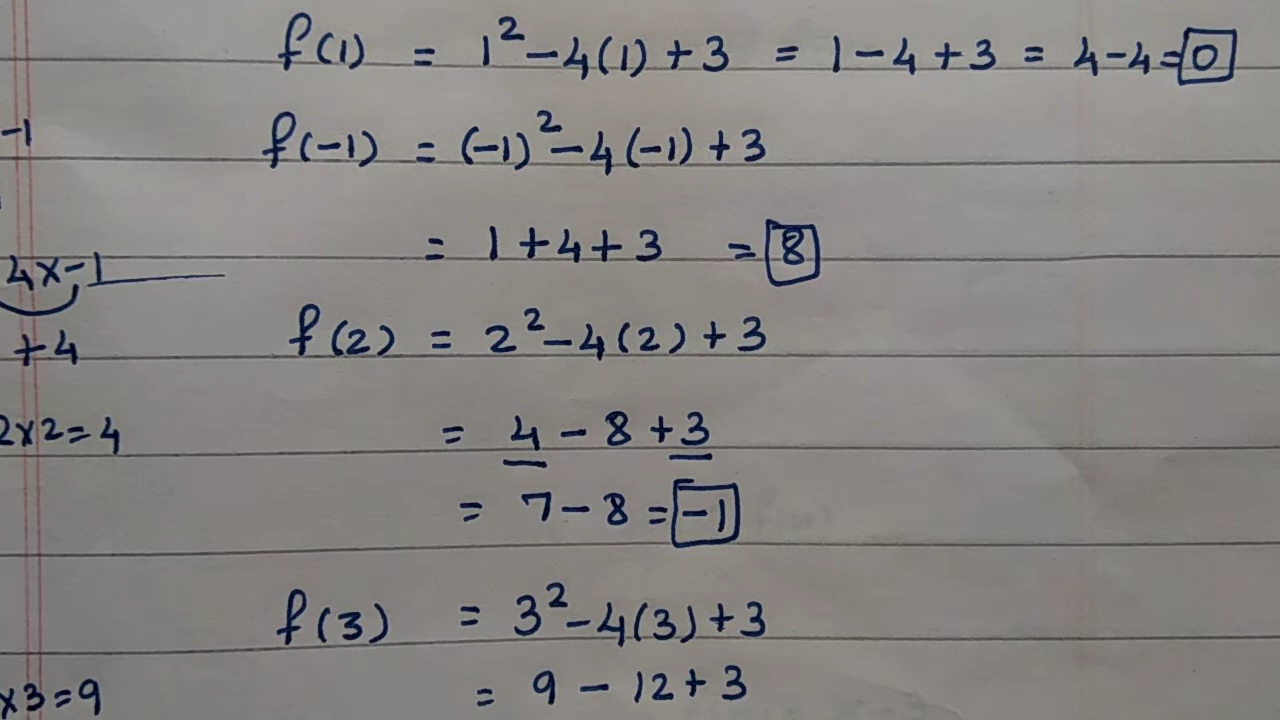 f(1) = 1² - 4(1) + 3 = 1 - 4 + 3 = 4 - 4 = 0
-1
f(-1) = (-1)² - 4(-1) + 3
= 1 + 4 + 3 = 8
4x - 1
f(2) = 2² - 4(2) + 3
+4
2x2 = 4
= 4 - 8 + 3
= 7 - 8 = -1
f(3) = 3² - 4(3) + 3
x3 = 9
= 9 - 12 + 3